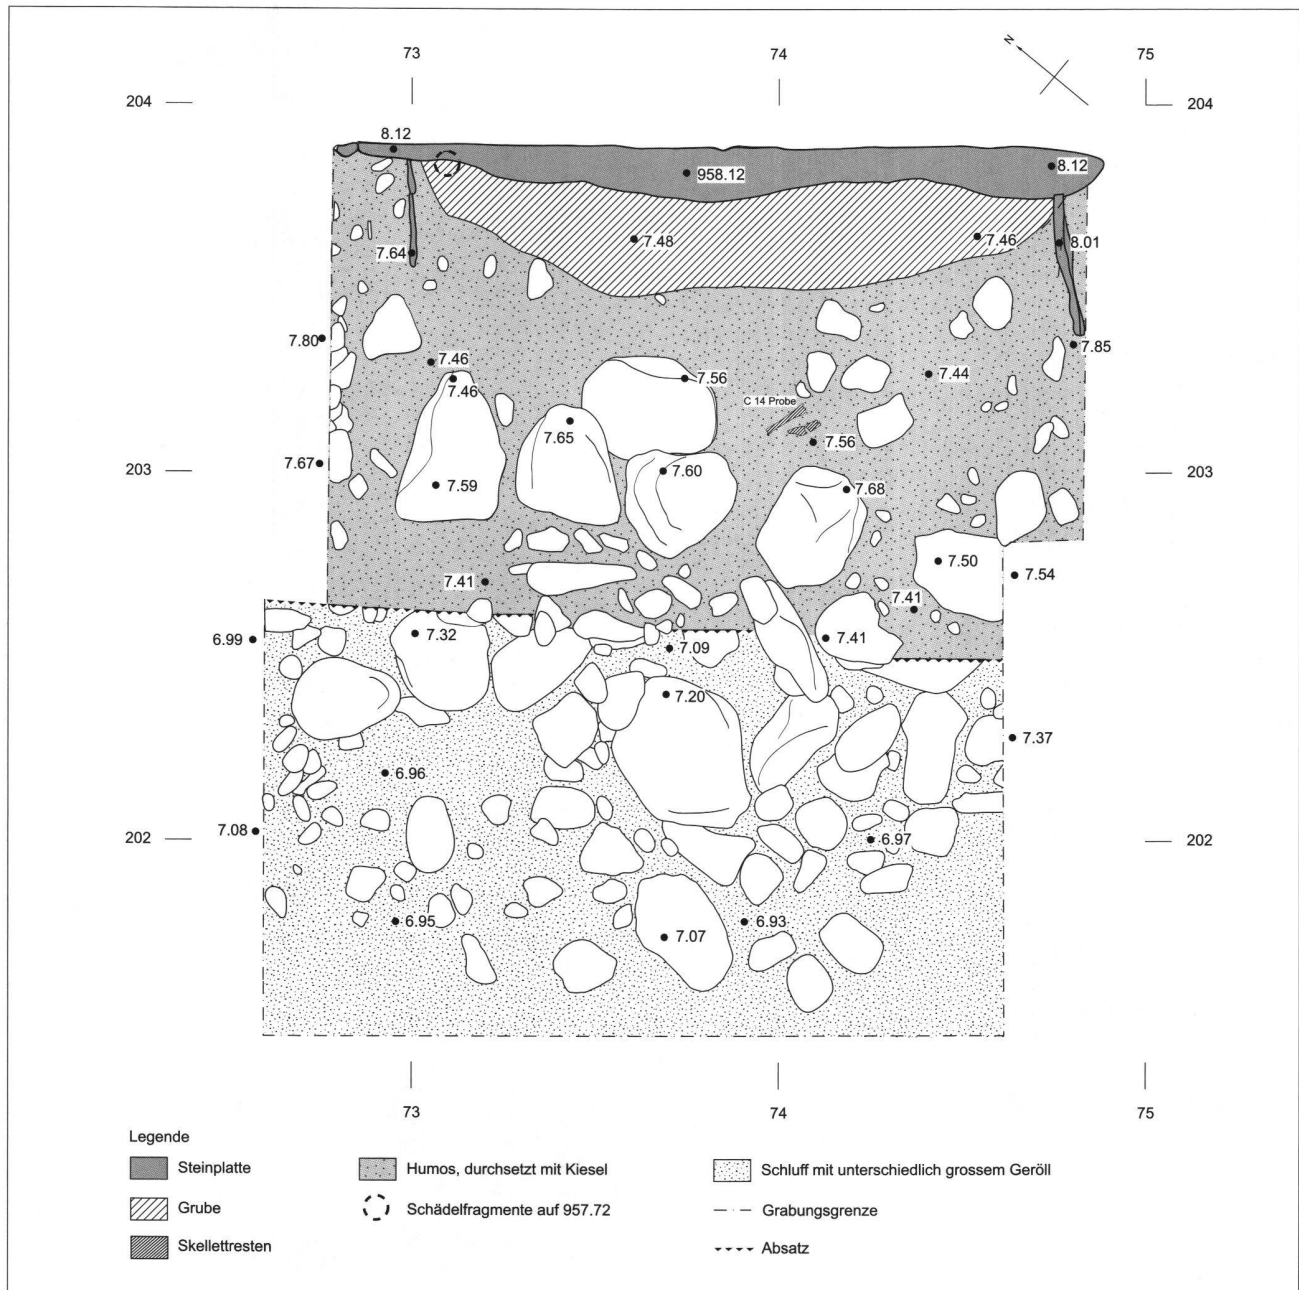 73 74 75
N
204 204
8.12
958.12 8.12
7.48 7.46 8.01
7.64
7.80 7.85
7.46 7.56 7.44
7.46
C 14 Probe
7.65 7.56
7.67 203 7.60 203
7.59 7.68
7.50
7.41 7.54
7.41
6.99 7.32 7.41
7.09
7.20
7.37
6.96
7.08
202 6.97 202
6.95 6.93
7.07
73 74 75
Legende
Steinplatte
Humos, durchsetzt mit Kiesel
Schluff mit unterschiedlich grossem Geröll
Grube
Schädelfragmente auf 957.72
Grabungsgrenze
Skellettresten
Absatz